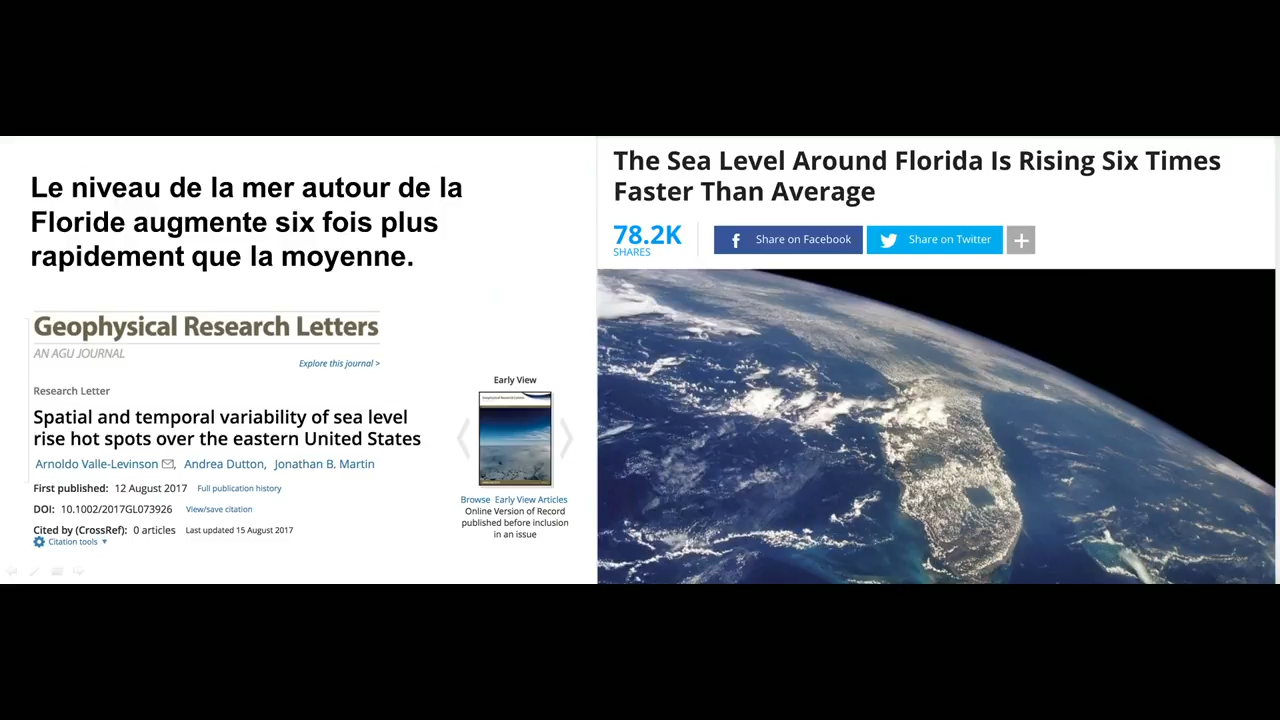 Le niveau de la mer autour de la
Floride augmente six fois plus
rapidement que la moyenne.
Geophysical Research Letters
AN AGU JOURNAL
Explore this journal >
Research Letter
Spatial and temporal variability of sea level
rise hot spots over the eastern United States
Arnoldo Valle-Levinson, Andrea Dutton, Jonathan B. Martin
First published: 12 August 2017 Full publication history
DOI: 10.1002/2017GL073926 View/save citation
Cited by (CrossRef): 0 articles Last updated 15 August 2017
Citation tools
Early View
Browse Early View Articles
Online Version of Record
published before inclusion
in an issue
The Sea Level Around Florida Is Rising Six Times
Faster Than Average
78.2K
SHARES
Share on Facebook
Share on Twitter